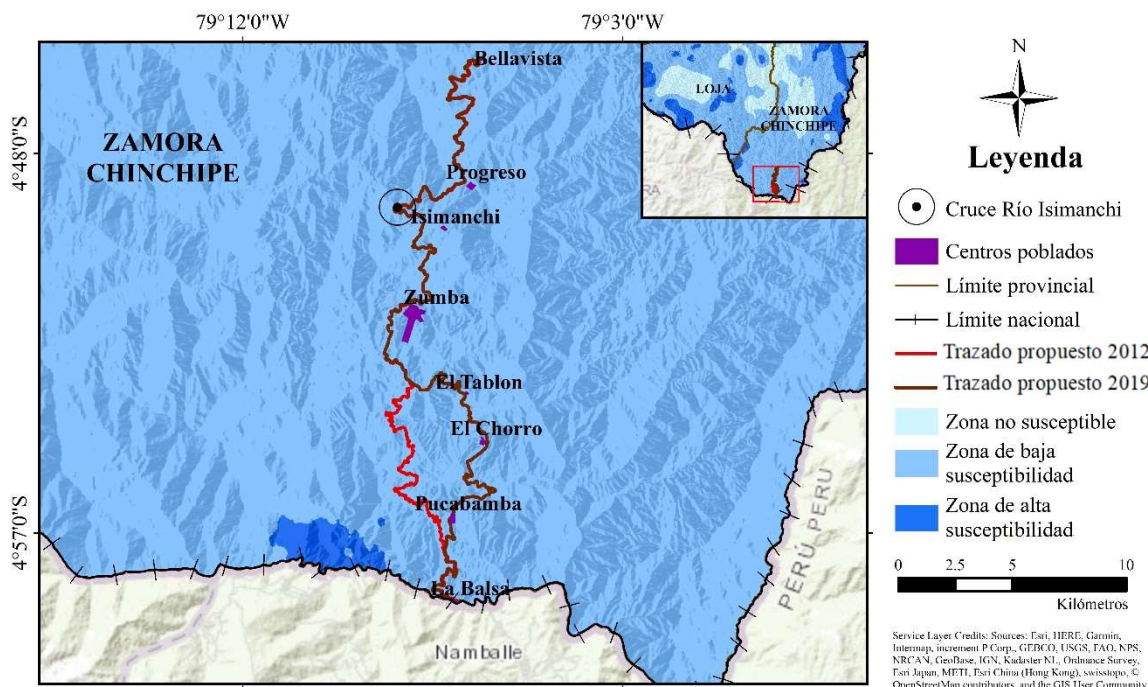 79°12'0"W
79°3'0"W
4°48'0"S
4°57'0"S
ZAMORA
CHINCHIPE
Bellavista
Progreso
Isimanchi
Zumba
El Tablon
El Chorro
Pucabamba
La Balsa
Namballe
PERÚ PERU
LOJA
ZAMORA
CHINCHIPE
RA
N
Leyenda
Cruce Río Isimanchi
Centros poblados
Límite provincial
Límite nacional
Trazado propuesto 2012
Trazado propuesto 2019
Zona no susceptible
Zona de baja
susceptibilidad
Zona de alta
susceptibilidad
0 2.5 5 10
Kilómetros
Service Layer Credits: Sources: Esri, HERE, Garmin,
Intermap, increment P Corp., GEBCO, USGS, FAO, NPS,
NRCAN, GeoBase, IGN, Kadaster NL, Ordnance Survey,
Esri Japan, METI, Esri China (Hong Kong), swisstopo, ©
OpenStreetMap contributors, and the GIS User Community